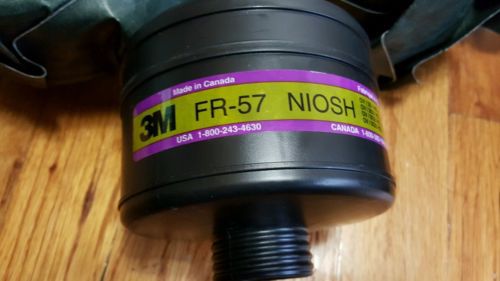 Made in Canada
3M FR-57 NIOSH
USA 1-800-243-4630
CANADA